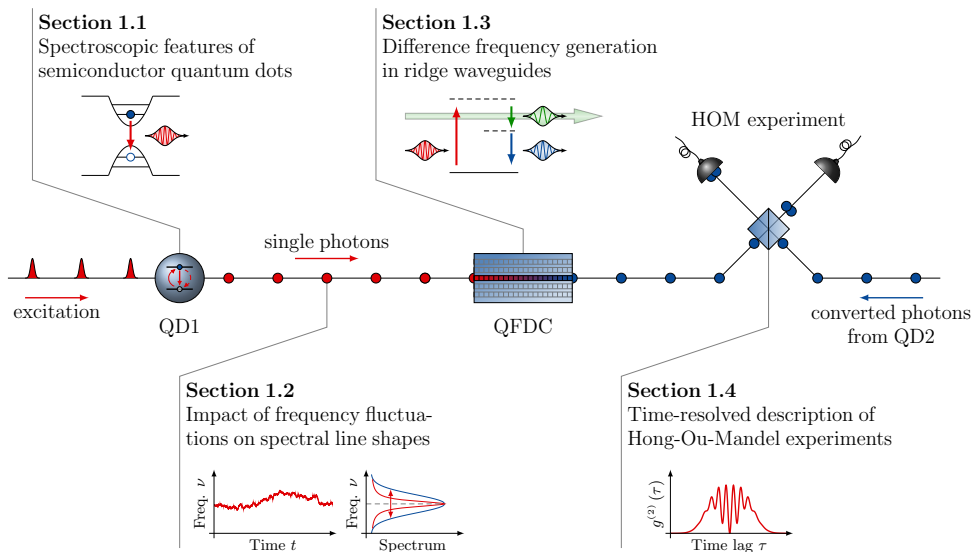 Section 1.1
Spectroscopic features of
semiconductor quantum dots
Section 1.3
Difference frequency generation
in ridge waveguides
HOM experiment
single photons
excitation
QD1
QFDC
converted photons
from QD2
Section 1.2
Impact of frequency fluctua-
tions on spectral line shapes
Freq. ν
Time t
Freq. ν
Spectrum
Section 1.4
Time-resolved description of
Hong-Ou-Mandel experiments
g⁽²⁾ (τ)
Time lag τ